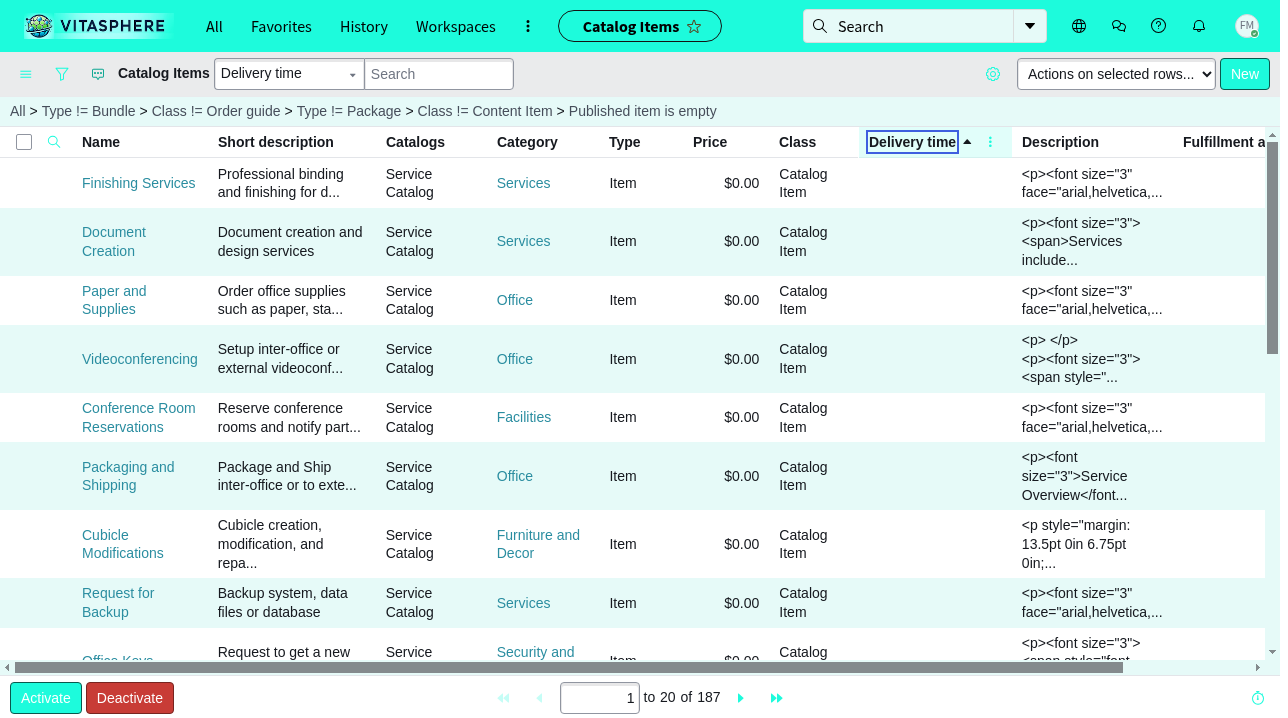 VITASPHERE All Favorites History Workspaces Catalog Items Search FM
Catalog Items Delivery time Search Actions on selected rows... New
All > Type != Bundle > Class != Order guide > Type != Package > Class != Content Item > Published item is empty
Name Short description Catalogs Category Type Price Class Delivery time Description Fulfillment a
Finishing Services Professional binding and finishing for d... Service Catalog Services Item $0.00 Catalog Item <p><font size="3" face="arial,helvetica,...
Document Creation Document creation and design services Service Catalog Services Item $0.00 Catalog Item <p><font size="3"><span>Services include...
Paper and Supplies Order office supplies such as paper, sta... Service Catalog Office Item $0.00 Catalog Item <p><font size="3" face="arial,helvetica,...
Videoconferencing Setup inter-office or external videoconf... Service Catalog Office Item $0.00 Catalog Item <p> </p> <p><font size="3"><span style="...
Conference Room Reservations Reserve conference rooms and notify part... Service Catalog Facilities Item $0.00 Catalog Item <p><font size="3" face="arial,helvetica,...
Packaging and Shipping Package and Ship inter-office or to exte... Service Catalog Office Item $0.00 Catalog Item <p><font size="3">Service Overview</font...
Cubicle Modifications Cubicle creation, modification, and repa... Service Catalog Furniture and Decor Item $0.00 Catalog Item <p style="margin: 13.5pt 0in 6.75pt 0in;...
Request for Backup Backup system, data files or database Service Catalog Services Item $0.00 Catalog Item <p><font size="3" face="arial,helvetica,...
Office Keys Request to get a new Service Security and Item $0.00 Catalog <p><font size="3"><span style="font
Activate Deactivate 1 to 20 of 187